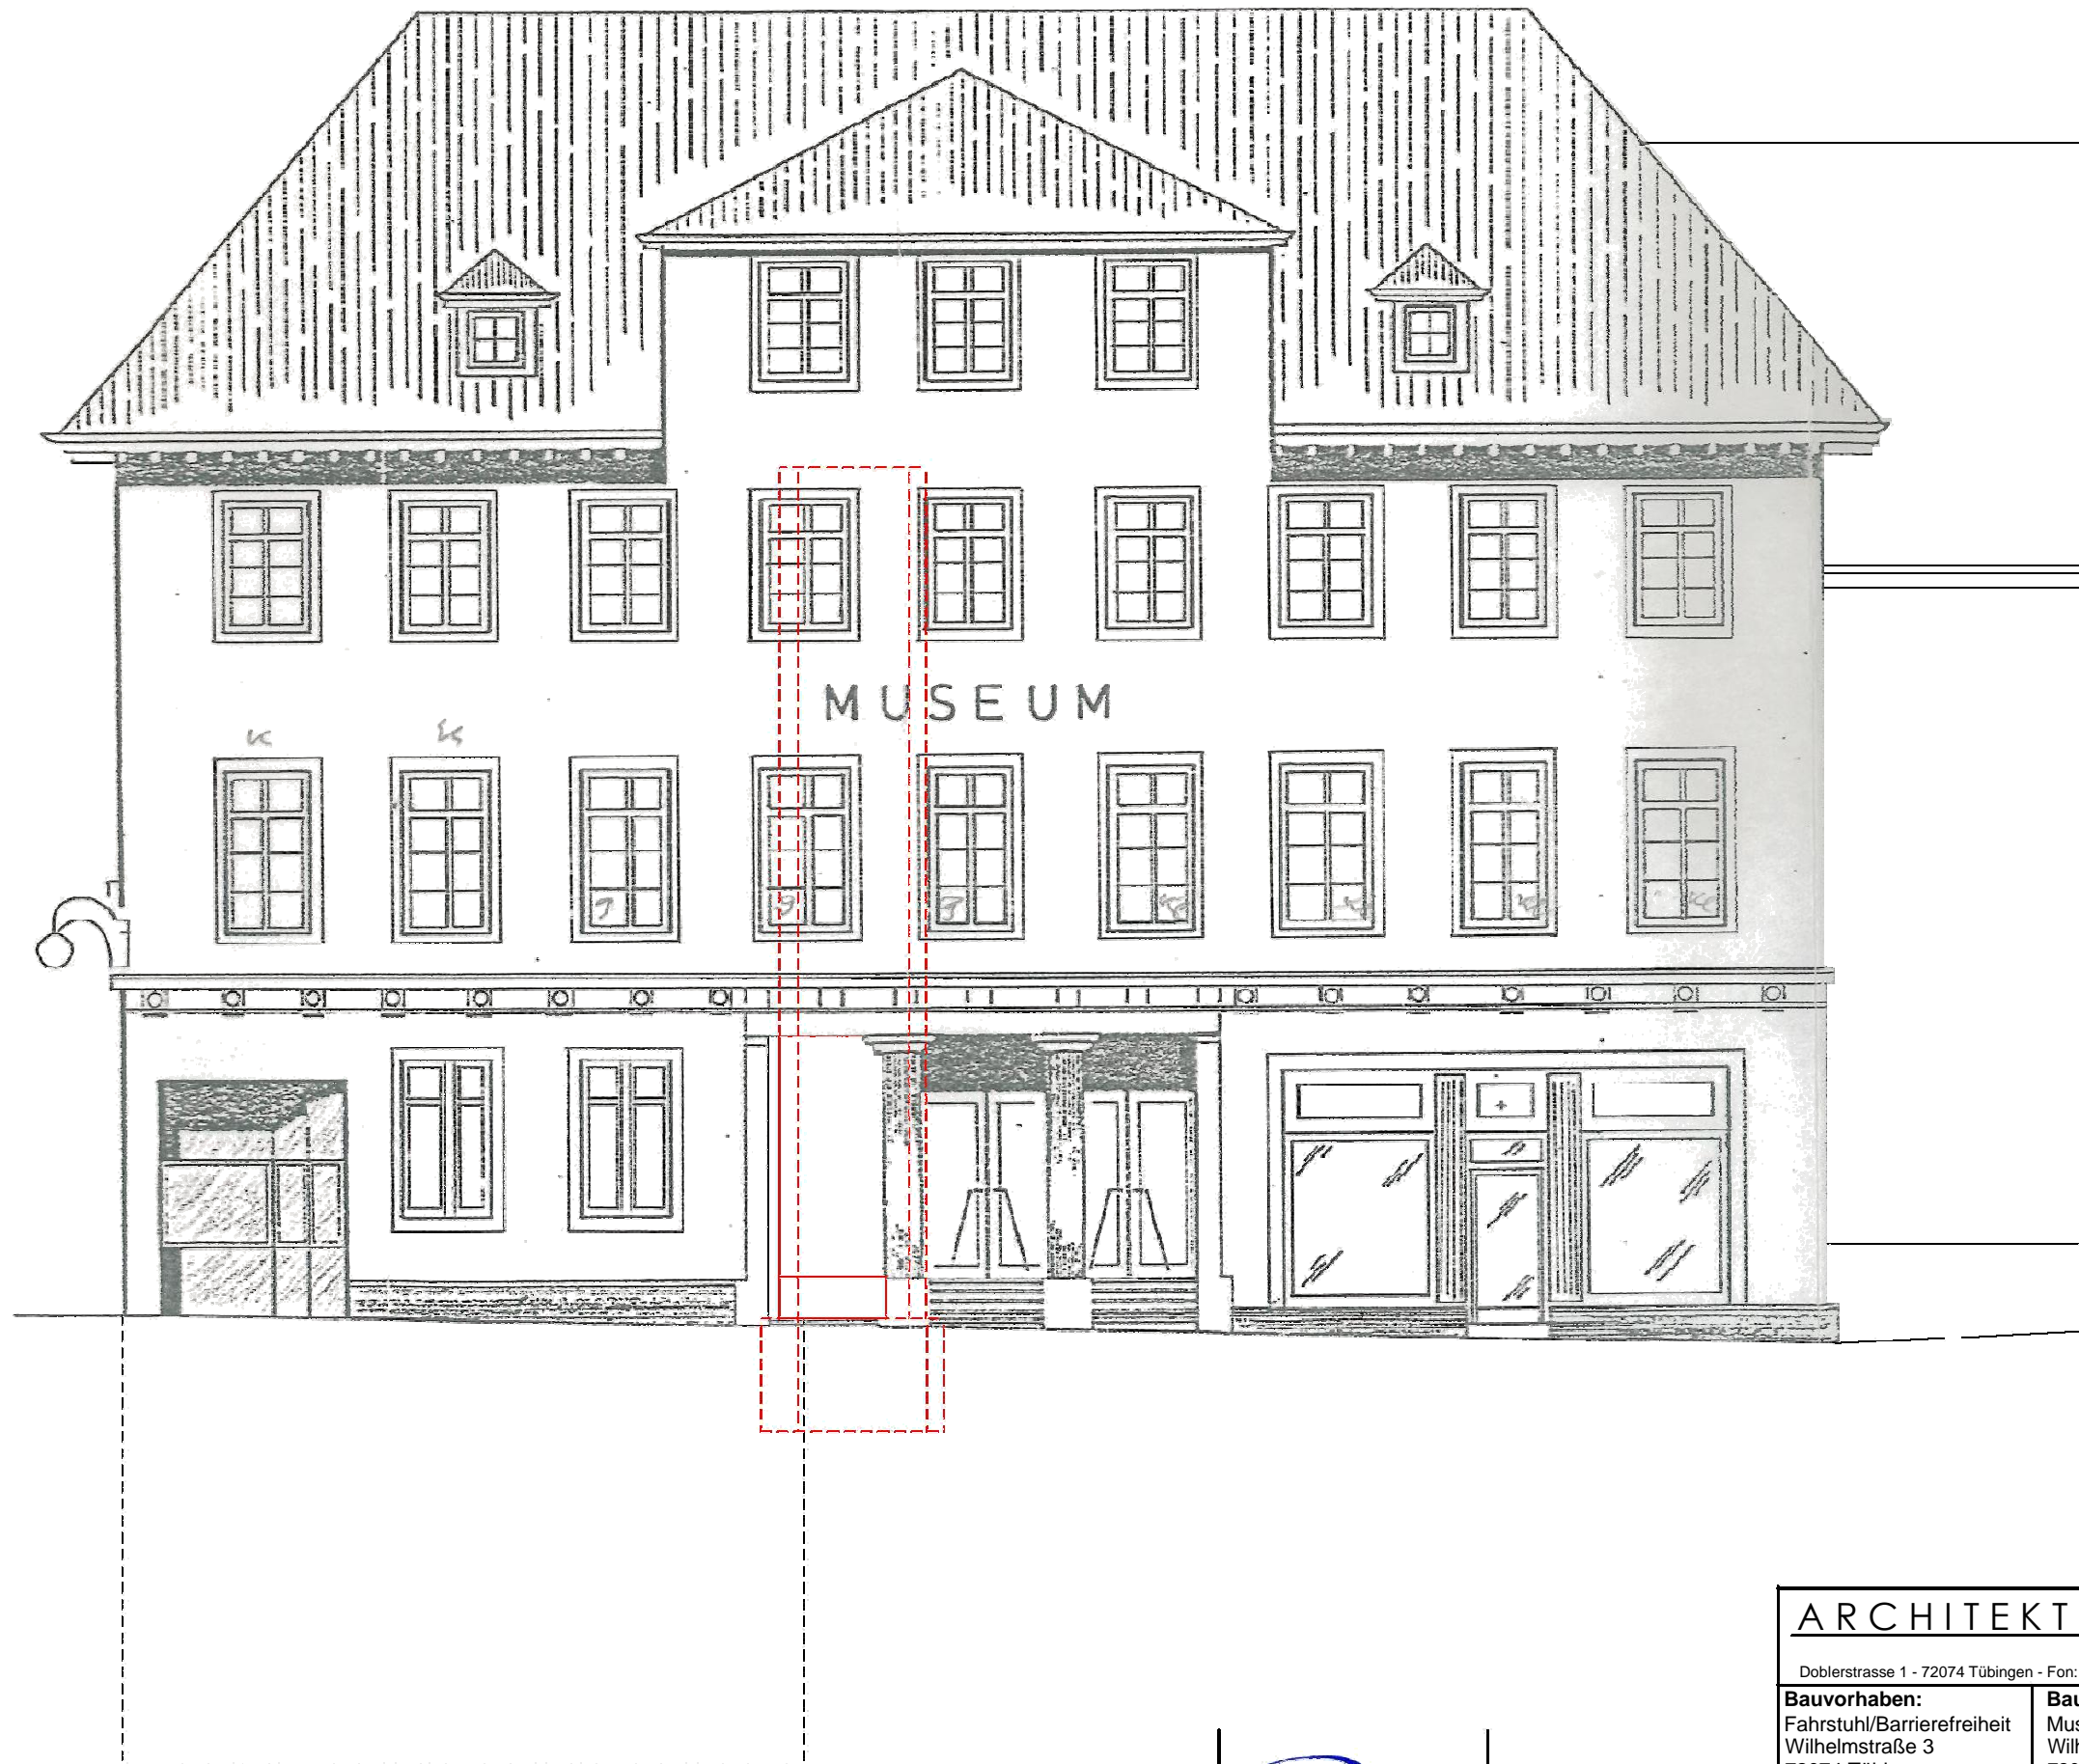 MUSEUM
ARCHITEKT
Doblerstrasse 1 - 72074 Tübingen - Fon:
Bauvorhaben:
Fahrstuhl/Barrierefreiheit
Wilhelmstraße 3